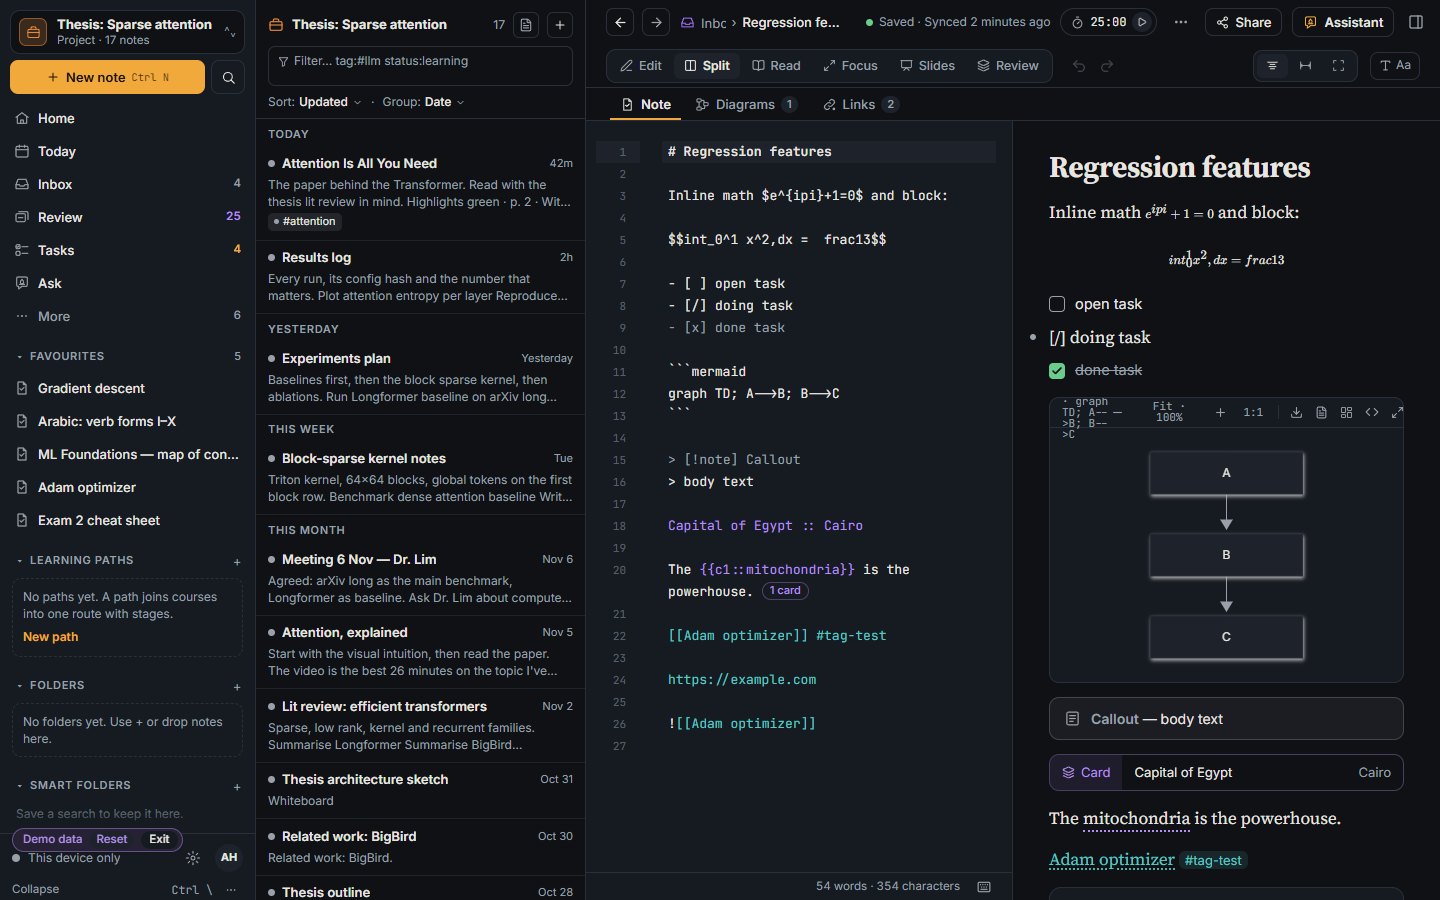 Thesis: Sparse attention
Project · 17 notes
+ New note Ctrl N
Home
Today
Inbox 4
Review 25
Tasks 4
Ask
More 6
FAVOURITES 5
Gradient descent
Arabic: verb forms I–X
ML Foundations — map of con...
Adam optimizer
Exam 2 cheat sheet
LEARNING PATHS +
No paths yet. A path joins courses
into one route with stages.
New path
FOLDERS +
No folders yet. Use + or drop notes
here.
SMART FOLDERS +
Save a search to keep it here.
Demo data Reset Exit
This device only AH
Collapse Ctrl \ ···
Thesis: Sparse attention 17
Filter... tag:#llm status:learning
Sort: Updated · Group: Date
TODAY
Attention Is All You Need 42m
The paper behind the Transformer. Read with the
thesis lit review in mind. Highlights green · p. 2 · Wit...
#attention
Results log 2h
Every run, its config hash and the number that
matters. Plot attention entropy per layer Reproduce...
YESTERDAY
Experiments plan Yesterday
Baselines first, then the block sparse kernel, then
ablations. Run Longformer baseline on arXiv long...
THIS WEEK
Block-sparse kernel notes Tue
Triton kernel, 64×64 blocks, global tokens on the first
block row. Benchmark dense attention baseline Writ...
THIS MONTH
Meeting 6 Nov — Dr. Lim Nov 6
Agreed: arXiv long as the main benchmark,
Longformer as baseline. Ask Dr. Lim about compute...
Attention, explained Nov 5
Start with the visual intuition, then read the paper.
The video is the best 26 minutes on the topic I've...
Lit review: efficient transformers Nov 2
Sparse, low rank, kernel and recurrent families.
Summarise Longformer Summarise BigBird...
Thesis architecture sketch Oct 31
Whiteboard
Related work: BigBird Oct 30
Related work: BigBird.
Thesis outline Oct 28
Inbc › Regression fe... Saved · Synced 2 minutes ago 25:00 ··· Share Assistant
Edit Split Read Focus Slides Review T Aa
Note Diagrams 1 Links 2
1 # Regression features
2
3 Inline math $e^{ipi}+1=0$ and block:
4
5 $$int_0^1 x^2,dx =  frac13$$
6
7 - [ ] open task
8 - [/] doing task
9 - [x] done task
10
11 ```mermaid
12 graph TD; A-->B; B-->C
13 ```
14
15 > [!note] Callout
16 > body text
17
18 Capital of Egypt :: Cairo
19
20 The {{c1::mitochondria}} is the
powerhouse. 1 card
21
22 [[Adam optimizer]] #tag-test
23
24 https://example.com
25
26 ![[Adam optimizer]]
27
54 words · 354 characters
Regression features
Inline math e^ipi + 1 = 0 and block:
int_0^1 x^2, dx = frac13
open task
[/] doing task
done task
· graph
TD; A-- —
>B; B--
>C
Fit ·
100%
+ 1:1
A
B
C
Callout — body text
Card Capital of Egypt Cairo
The mitochondria is the powerhouse.
Adam optimizer #tag-test